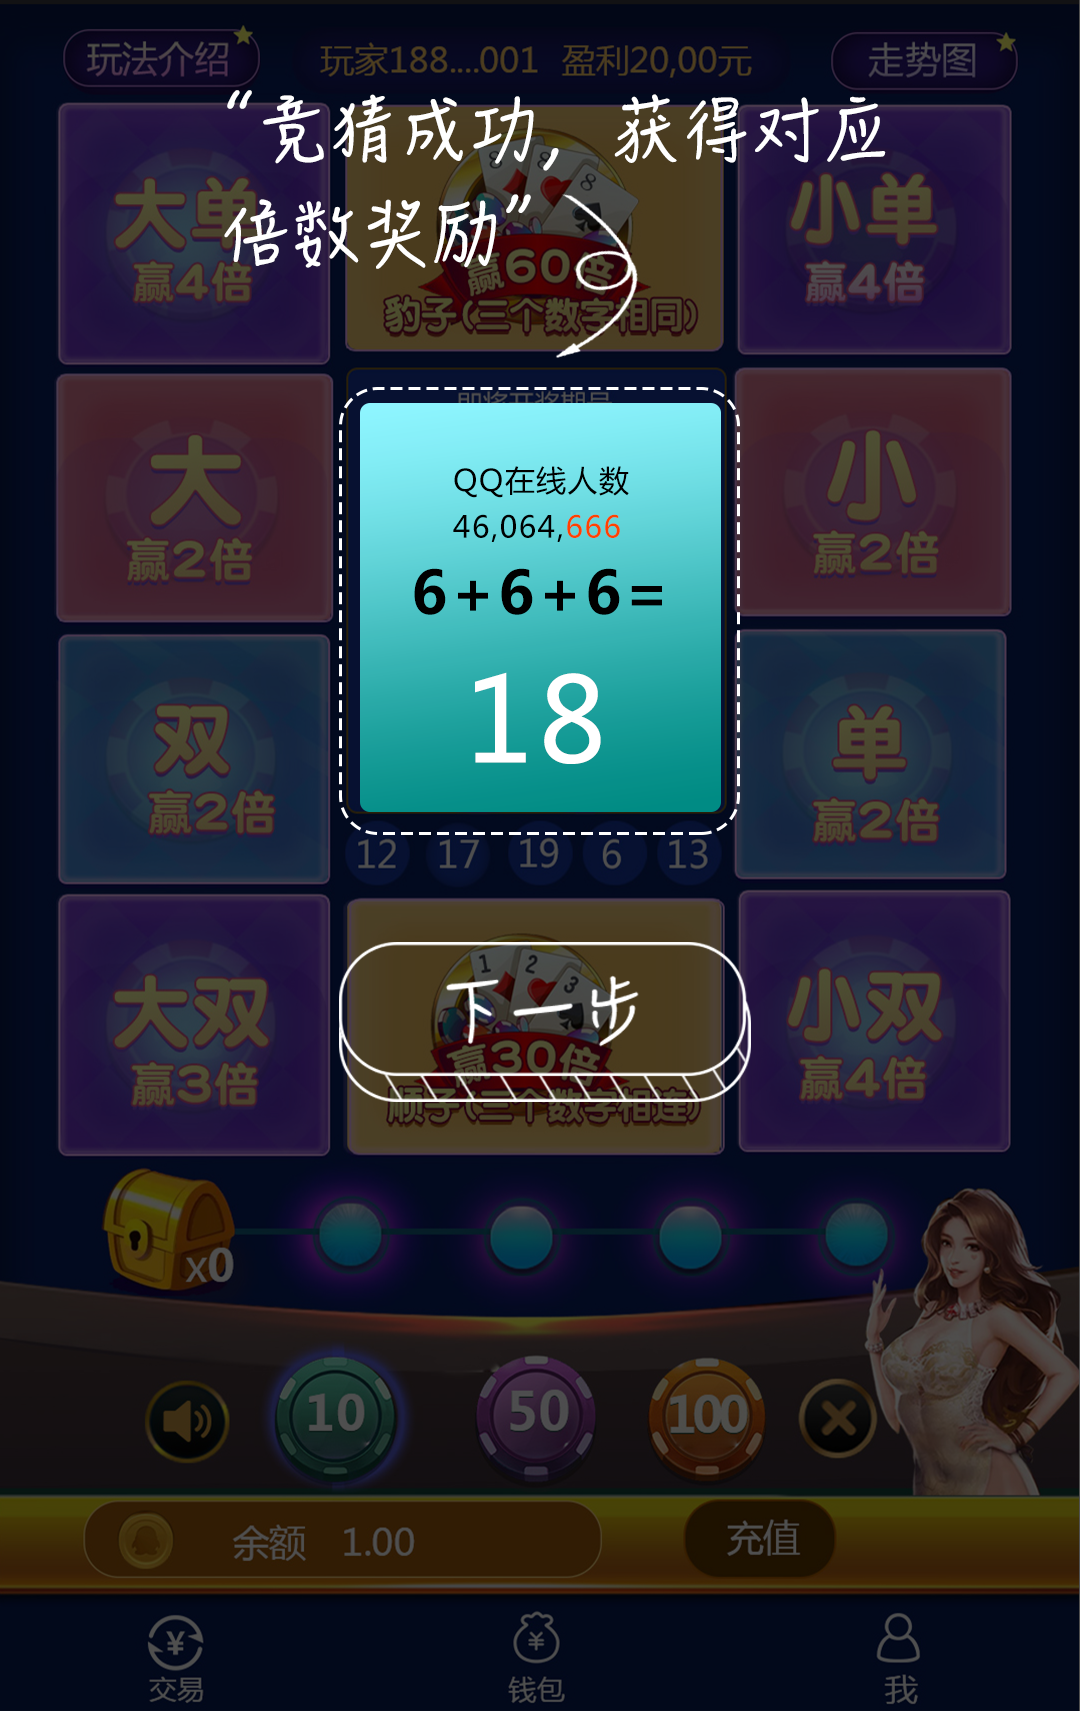 玩法介绍
玩家188....001 盈利20,00元
走势图
“竞猜成功，获得对应
倍数奖励”
大单
赢4倍
8 8 8
赢60倍
豹子(三个数字相同)
小单
赢4倍
大
赢2倍
即将开奖期号
QQ在线人数
46,064,666
6+6+6=
18
小
赢2倍
双
赢2倍
单
赢2倍
12 17 19 6 13
大双
赢3倍
1 2 3
赢30倍
顺子(三个数字相连)
下一步
小双
赢4倍
x0
10
50
100
余额 1.00
充值
交易
钱包
我